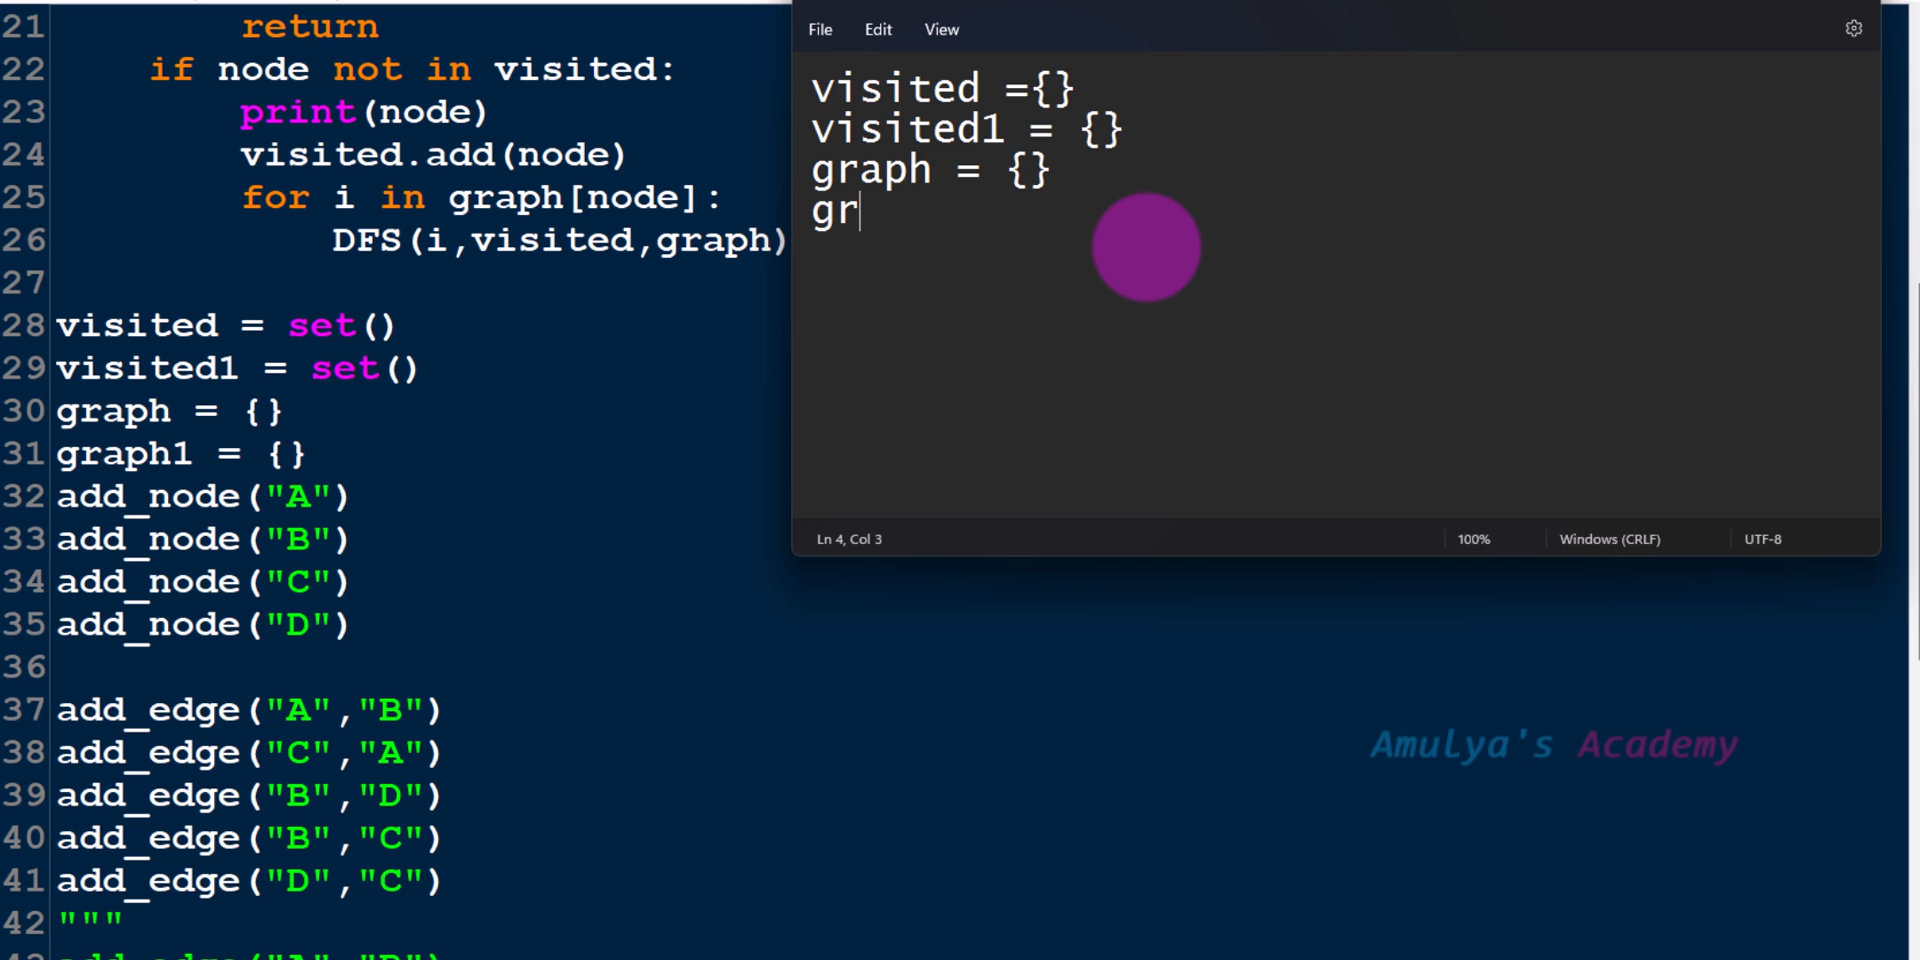 21 return
22 if node not in visited:
23 print(node)
24 visited.add(node)
25 for i in graph[node]:
26 DFS(i,visited,graph)
27
28 visited = set()
29 visited1 = set()
30 graph = {}
31 graph1 = {}
32 add_node("A")
33 add_node("B")
34 add_node("C")
35 add_node("D")
36
37 add_edge("A","B")
38 add_edge("C","A")
39 add_edge("B","D")
40 add_edge("B","C")
41 add_edge("D","C")
42 """
File Edit View
visited ={}
visited1 = {}
graph = {}
gr
Ln 4, Col 3 100% Windows (CRLF) UTF-8
Amulya's Academy